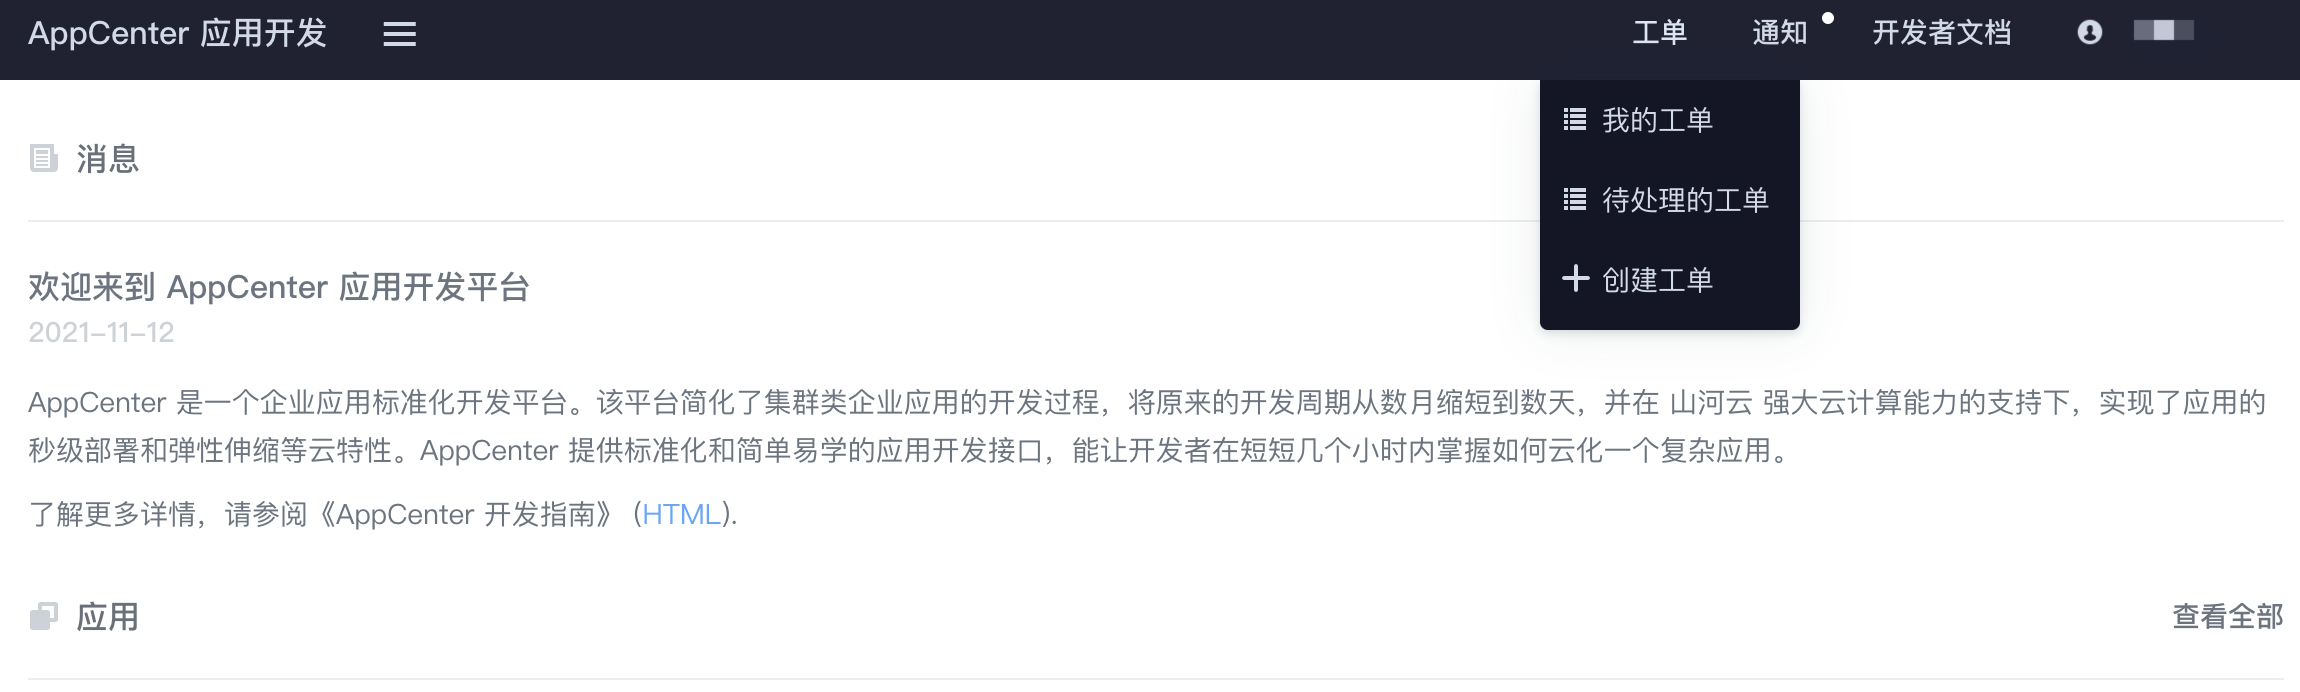 AppCenter 应用开发
工单 通知 开发者文档
我的工单
待处理的工单
创建工单
消息
欢迎来到 AppCenter 应用开发平台
2021-11-12
AppCenter 是一个企业应用标准化开发平台。该平台简化了集群类企业应用的开发过程，将原来的开发周期从数月缩短到数天，并在 山河云 强大云计算能力的支持下，实现了应用的
秒级部署和弹性伸缩等云特性。AppCenter 提供标准化和简单易学的应用开发接口，能让开发者在短短几个小时内掌握如何云化一个复杂应用。
了解更多详情，请参阅《AppCenter 开发指南》 (HTML).
应用 查看全部